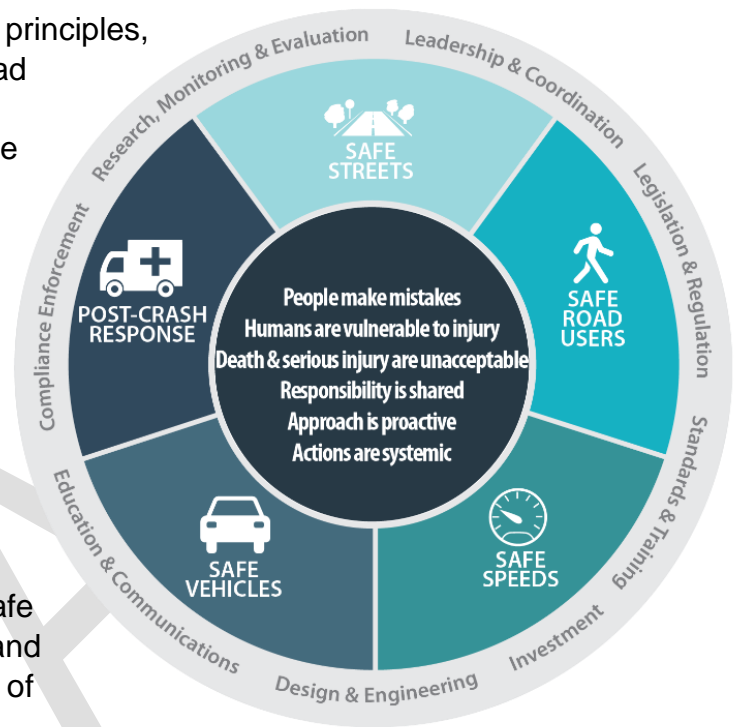 principles,
ad
e
afe
and
of
Research, Monitoring & Evaluation
Leadership & Coordination
Legislation & Regulation
Standards & Training
Investment
Design & Engineering
Education & Communications
Compliance Enforcement
SAFE
STREETS
SAFE
ROAD
USERS
SAFE
SPEEDS
SAFE
VEHICLES
POST-CRASH
RESPONSE
People make mistakes
Humans are vulnerable to injury
Death & serious injury are unacceptable
Responsibility is shared
Approach is proactive
Actions are systemic